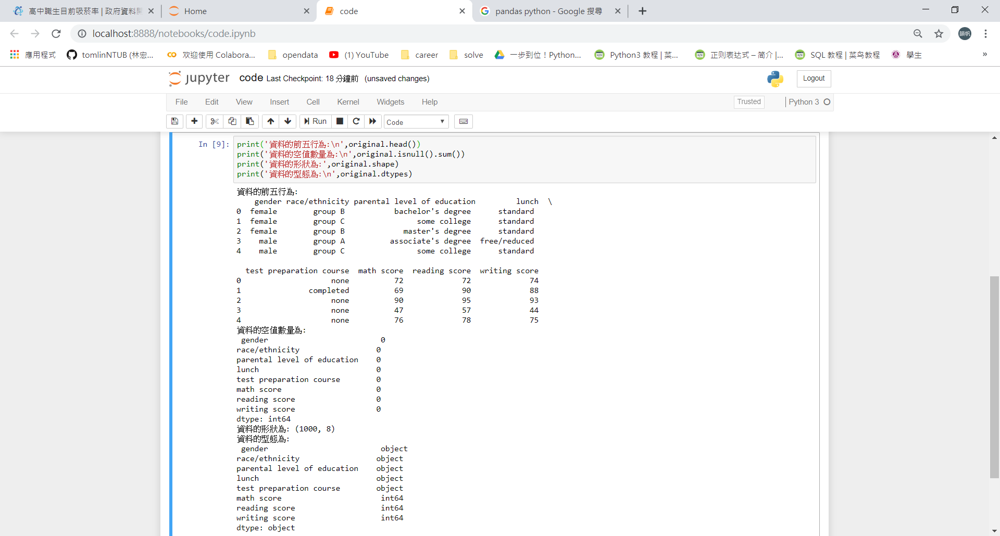 高中職生目前吸菸率 | 政府資料開
Home
code
pandas python - Google 搜尋
localhost:8888/notebooks/code.ipynb
韻帆
應用程式
tomlinNTUB (林宏...
欢迎使用 Colabora...
opendata
(1) YouTube
career
solve
一步到位！Python...
Python3 教程 | 菜...
正则表达式 – 简介 |...
SQL 教程 | 菜鸟教程
學生
»
jupyter
code Last Checkpoint: 18 分鐘前 (unsaved changes)
Logout
File Edit View Insert Cell Kernel Widgets Help
Trusted
Python 3
Run
Code
In [9]:
print('資料的前五行為:\n',original.head())
print('資料的空值數量為:\n',original.isnull().sum())
print('資料的形狀為:',original.shape)
print('資料的型態為:\n',original.dtypes)
資料的前五行為:
gender race/ethnicity parental level of education lunch \
0 female group B bachelor's degree standard
1 female group C some college standard
2 female group B master's degree standard
3 male group A associate's degree free/reduced
4 male group C some college standard
test preparation course math score reading score writing score
0 none 72 72 74
1 completed 69 90 88
2 none 90 95 93
3 none 47 57 44
4 none 76 78 75
資料的空值數量為:
gender 0
race/ethnicity 0
parental level of education 0
lunch 0
test preparation course 0
math score 0
reading score 0
writing score 0
dtype: int64
資料的形狀為: (1000, 8)
資料的型態為:
gender object
race/ethnicity object
parental level of education object
lunch object
test preparation course object
math score int64
reading score int64
writing score int64
dtype: object